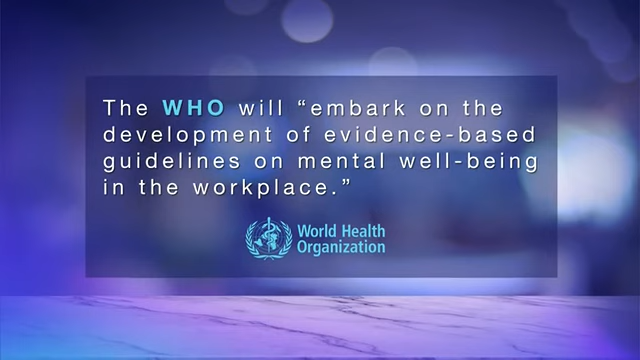 The WHO will “embark on the
development of evidence-based
guidelines on mental well-being
in the workplace.”
World Health
Organization